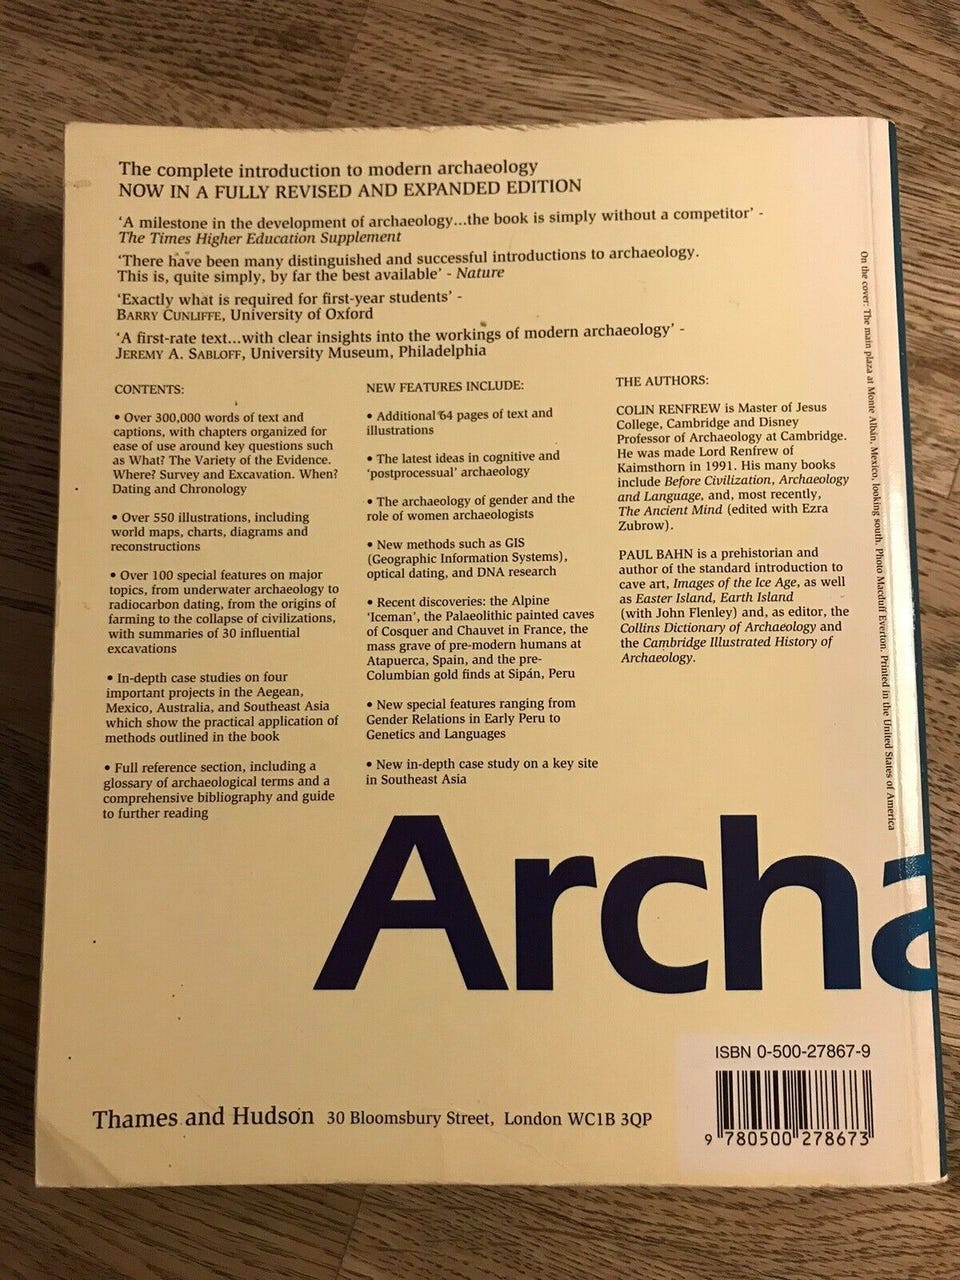 The complete introduction to modern archaeology
NOW IN A FULLY REVISED AND EXPANDED EDITION
'A milestone in the development of archaeology...the book is simply without a competitor' -
The Times Higher Education Supplement
'There have been many distinguished and successful introductions to archaeology.
This is, quite simply, by far the best available' - Nature
'Exactly what is required for first-year students' -
BARRY CUNLIFFE, University of Oxford
'A first-rate text...with clear insights into the workings of modern archaeology' -
JEREMY A. SABLOFF, University Museum, Philadelphia
CONTENTS:
• Over 300,000 words of text and
captions, with chapters organized for
ease of use around key questions such
as What? The Variety of the Evidence.
Where? Survey and Excavation. When?
Dating and Chronology
• Over 550 illustrations, including
world maps, charts, diagrams and
reconstructions
• Over 100 special features on major
topics, from underwater archaeology to
radiocarbon dating, from the origins of
farming to the collapse of civilizations,
with summaries of 30 influential
excavations
• In-depth case studies on four
important projects in the Aegean,
Mexico, Australia, and Southeast Asia
which show the practical application of
methods outlined in the book
• Full reference section, including a
glossary of archaeological terms and a
comprehensive bibliography and guide
to further reading
NEW FEATURES INCLUDE:
• Additional 64 pages of text and
illustrations
• The latest ideas in cognitive and
'postprocessual' archaeology
• The archaeology of gender and the
role of women archaeologists
• New methods such as GIS
(Geographic Information Systems),
optical dating, and DNA research
• Recent discoveries: the Alpine
'Iceman', the Palaeolithic painted caves
of Cosquer and Chauvet in France, the
mass grave of pre-modern humans at
Atapuerca, Spain, and the pre-
Columbian gold finds at Sipán, Peru
• New special features ranging from
Gender Relations in Early Peru to
Genetics and Languages
• New in-depth case study on a key site
in Southeast Asia
THE AUTHORS:
COLIN RENFREW is Master of Jesus
College, Cambridge and Disney
Professor of Archaeology at Cambridge.
He was made Lord Renfrew of
Kaimsthorn in 1991. His many books
include Before Civilization, Archaeology
and Language, and, most recently,
The Ancient Mind (edited with Ezra
Zubrow).
PAUL BAHN is a prehistorian and
author of the standard introduction to
cave art, Images of the Ice Age, as well
as Easter Island, Earth Island
(with John Flenley) and, as editor, the
Collins Dictionary of Archaeology and
the Cambridge Illustrated History of
Archaeology.
On the cover: The main plaza at Monte Albán, Mexico, looking south. Photo Macduff Everton. Printed in the United States of America
Archa
ISBN 0-500-27867-9
9 780500 278673
Thames and Hudson 30 Bloomsbury Street, London WC1B 3QP